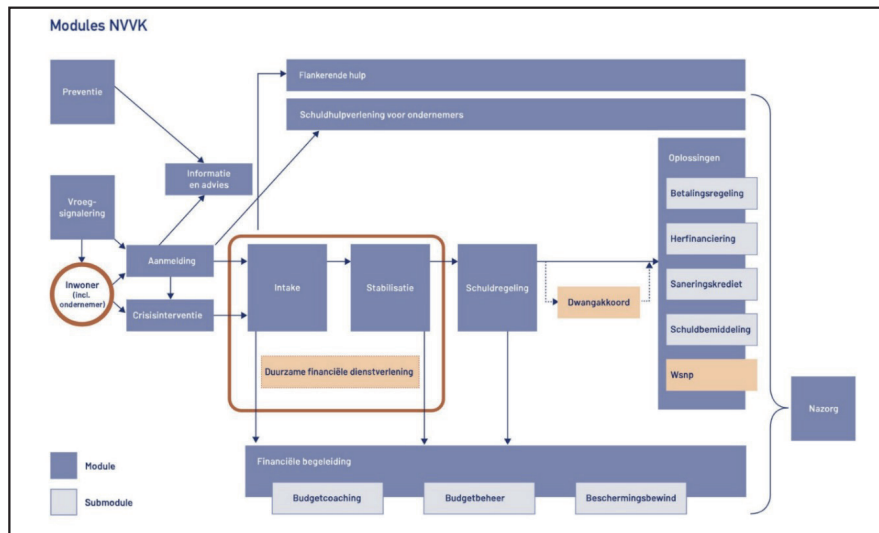 Modules NVVK
Preventie
Flankerende hulp
Schuldhulpverlening voor ondernemers
Informatie
en advies
Oplossingen
Betalingsregeling
Herfinanciering
Saneringskrediet
Schuldbemiddeling
Wsnp
Vroeg-
signalering
Aanmelding
Inwoner
(incl.
ondernemer)
Crisisinterventie
Intake
Stabilisatie
Schuldregeling
Dwangakkoord
Duurzame financiële dienstverlening
Nazorg
Financiële begeleiding
Budgetcoaching
Budgetbeheer
Beschermingsbewind
Module
Submodule